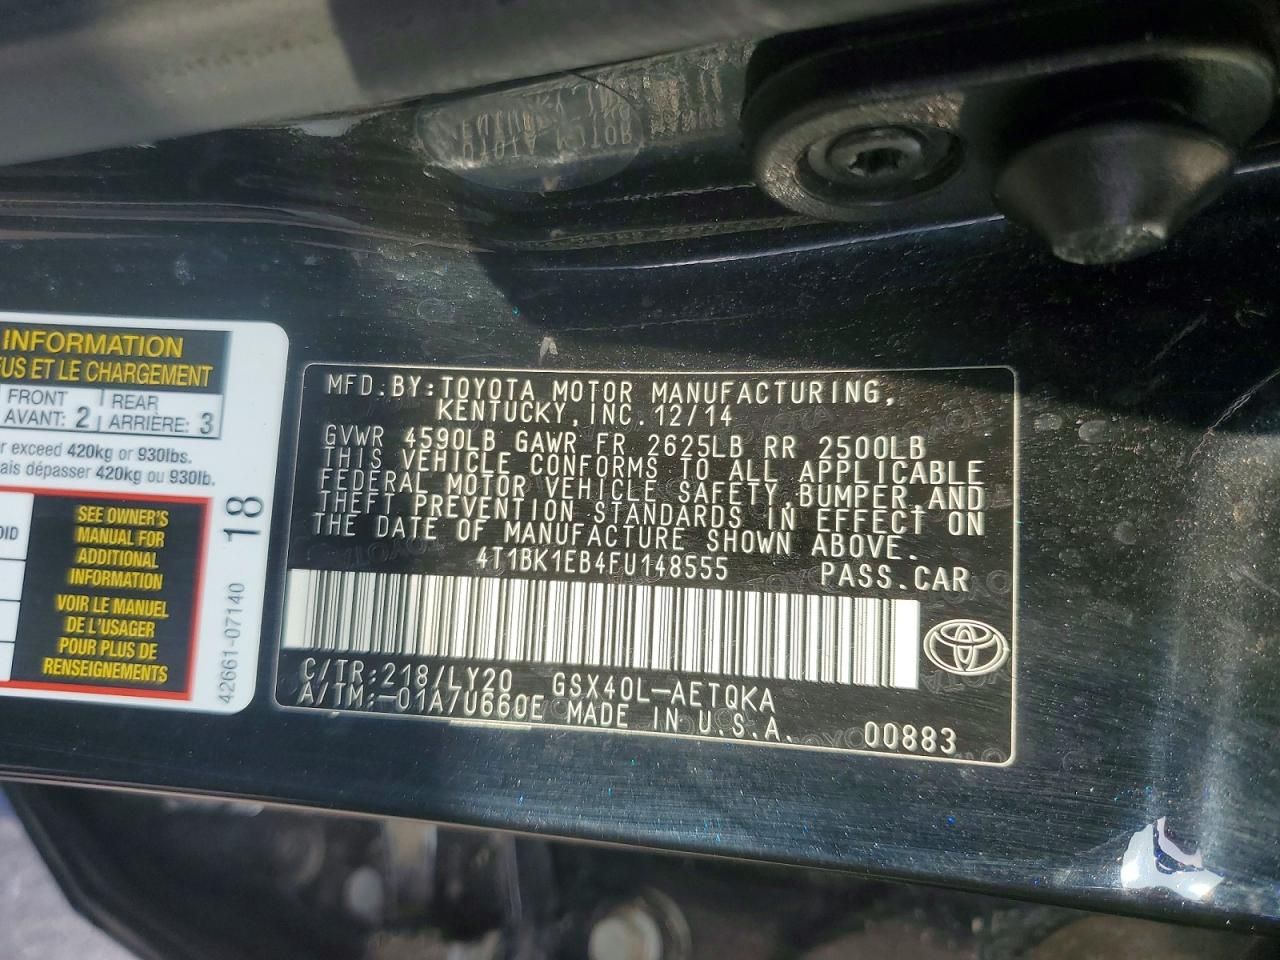 INFORMATION
US ET LE CHARGEMENT
FRONT
AVANT: 2
REAR
ARRIÈRE: 3
r exceed 420kg or 930lbs.
ais dépasser 420kg ou 930lb.
OID
SEE OWNER'S
MANUAL FOR
ADDITIONAL
INFORMATION
VOIR LE MANUEL
DE L'USAGER
POUR PLUS DE
RENSEIGNEMENTS
18
42661-07140
MFD.BY:TOYOTA MOTOR MANUFACTURING,
KENTUCKY,INC.12/14
GVWR 4590LB GAWR FR 2625LB RR 2500LB
THIS VEHICLE CONFORMS TO ALL APPLICABLE
FEDERAL MOTOR VEHICLE SAFETY,BUMPER,AND
THEFT PREVENTION STANDARDS IN EFFECT ON
THE DATE OF MANUFACTURE SHOWN ABOVE.
4T1BK1EB4FU148555 PASS.CAR
C/TR:218/LY20 GSX40L-AETQKA
A/TM:-01A/U660E MADE IN U.S.A. 00883